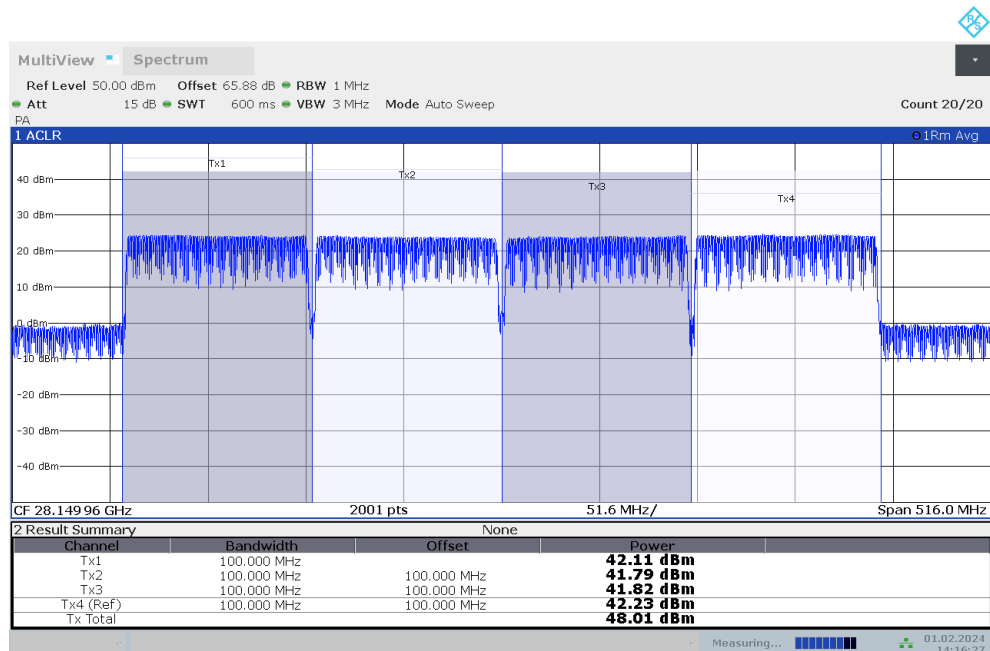 R&S
MultiView Spectrum
Ref Level 50.00 dBm Offset 65.88 dB RBW 1 MHz
Att 15 dB SWT 600 ms VBW 3 MHz Mode Auto Sweep Count 20/20
PA
1 ACLR 1Rm Avg
Tx1
Tx2
Tx3
Tx4
40 dBm
30 dBm
20 dBm
10 dBm
0 dBm
-10 dBm
-20 dBm
-30 dBm
-40 dBm
CF 28.149 96 GHz 2001 pts 51.6 MHz/ Span 516.0 MHz
2 Result Summary None
Channel Bandwidth Offset Power
Tx1 100.000 MHz 42.11 dBm
Tx2 100.000 MHz 100.000 MHz 41.79 dBm
Tx3 100.000 MHz 100.000 MHz 41.82 dBm
Tx4 (Ref) 100.000 MHz 100.000 MHz 42.23 dBm
Tx Total 48.01 dBm
Measuring... 01.02.2024
14:16:27